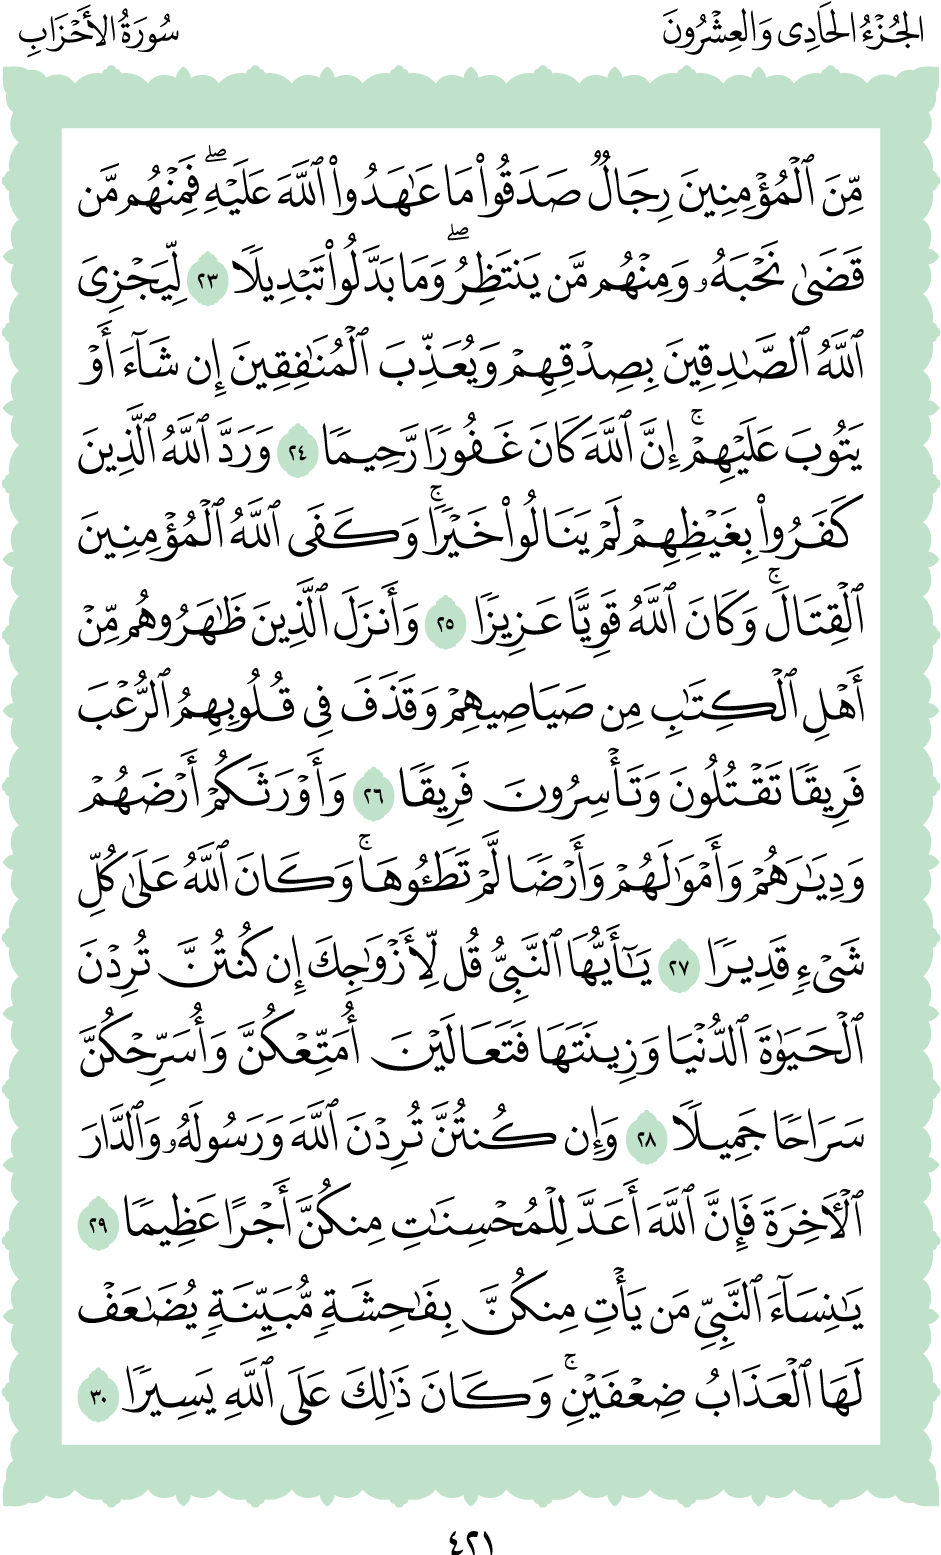 الجُزْءُ الحَادِى وَالعِشْرُونَ
سُورَةُ الأَحْزَابِ
مِّنَ ٱلْمُؤْمِنِينَ رِجَالٌ صَدَقُوا۟ مَا عَـٰهَدُوا۟ ٱللَّهَ عَلَيْهِ ۖ فَمِنْهُم مَّن
قَضَىٰ نَحْبَهُۥ وَمِنْهُم مَّن يَنتَظِرُ ۖ وَمَا بَدَّلُوا۟ تَبْدِيلًا ٢٣ لِّيَجْزِىَ
ٱللَّهُ ٱلصَّـٰدِقِينَ بِصِدْقِهِمْ وَيُعَذِّبَ ٱلْمُنَـٰفِقِينَ إِن شَآءَ أَوْ
يَتُوبَ عَلَيْهِمْ ۚ إِنَّ ٱللَّهَ كَانَ غَفُورًا رَّحِيمًا ٢٤ وَرَدَّ ٱللَّهُ ٱلَّذِينَ
كَفَرُوا۟ بِغَيْظِهِمْ لَمْ يَنَالُوا۟ خَيْرًا ۚ وَكَفَى ٱللَّهُ ٱلْمُؤْمِنِينَ
ٱلْقِتَالَ ۚ وَكَانَ ٱللَّهُ قَوِيًّا عَزِيزًا ٢٥ وَأَنزَلَ ٱلَّذِينَ ظَـٰهَرُوهُم مِّنْ
أَهْلِ ٱلْكِتَـٰبِ مِن صَيَاصِيهِمْ وَقَذَفَ فِى قُلُوبِهِمُ ٱلرُّعْبَ
فَرِيقًا تَقْتُلُونَ وَتَأْسِرُونَ فَرِيقًا ٢٦ وَأَوْرَثَكُمْ أَرْضَهُمْ
وَدِيَـٰرَهُمْ وَأَمْوَٰلَهُمْ وَأَرْضًا لَّمْ تَطَـُٔوهَا ۚ وَكَانَ ٱللَّهُ عَلَىٰ كُلِّ
شَىْءٍ قَدِيرًا ٢٧ يَـٰٓأَيُّهَا ٱلنَّبِىُّ قُل لِّأَزْوَٰجِكَ إِن كُنتُنَّ تُرِدْنَ
ٱلْحَيَوٰةَ ٱلدُّنْيَا وَزِينَتَهَا فَتَعَالَيْنَ أُمَتِّعْكُنَّ وَأُسَرِّحْكُنَّ
سَرَاحًا جَمِيلًا ٢٨ وَإِن كُنتُنَّ تُرِدْنَ ٱللَّهَ وَرَسُولَهُۥ وَٱلدَّارَ
ٱلْـَٔاخِرَةَ فَإِنَّ ٱللَّهَ أَعَدَّ لِلْمُحْسِنَـٰتِ مِنكُنَّ أَجْرًا عَظِيمًا ٢٩
يَـٰنِسَآءَ ٱلنَّبِىِّ مَن يَأْتِ مِنكُنَّ بِفَـٰحِشَةٍ مُّبَيِّنَةٍ يُضَـٰعَفْ
لَهَا ٱلْعَذَابُ ضِعْفَيْنِ ۚ وَكَانَ ذَٰلِكَ عَلَى ٱللَّهِ يَسِيرًا ٣٠
٤٢١